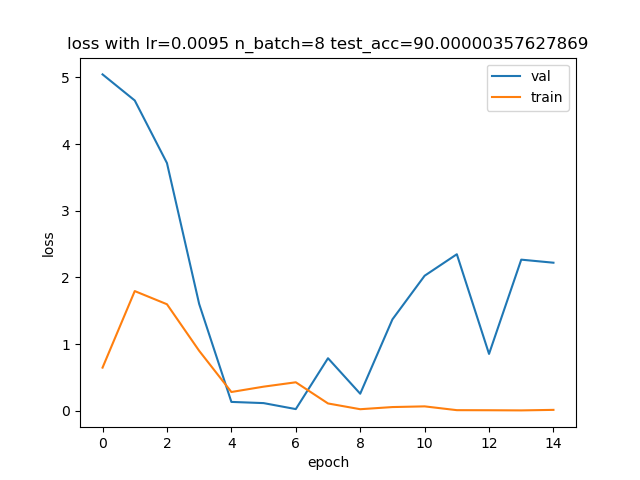 loss with lr=0.0095 n_batch=8 test_acc=90.00000357627869
val
train
5
4
3
2
1
0
loss
0 2 4 6 8 10 12 14
epoch